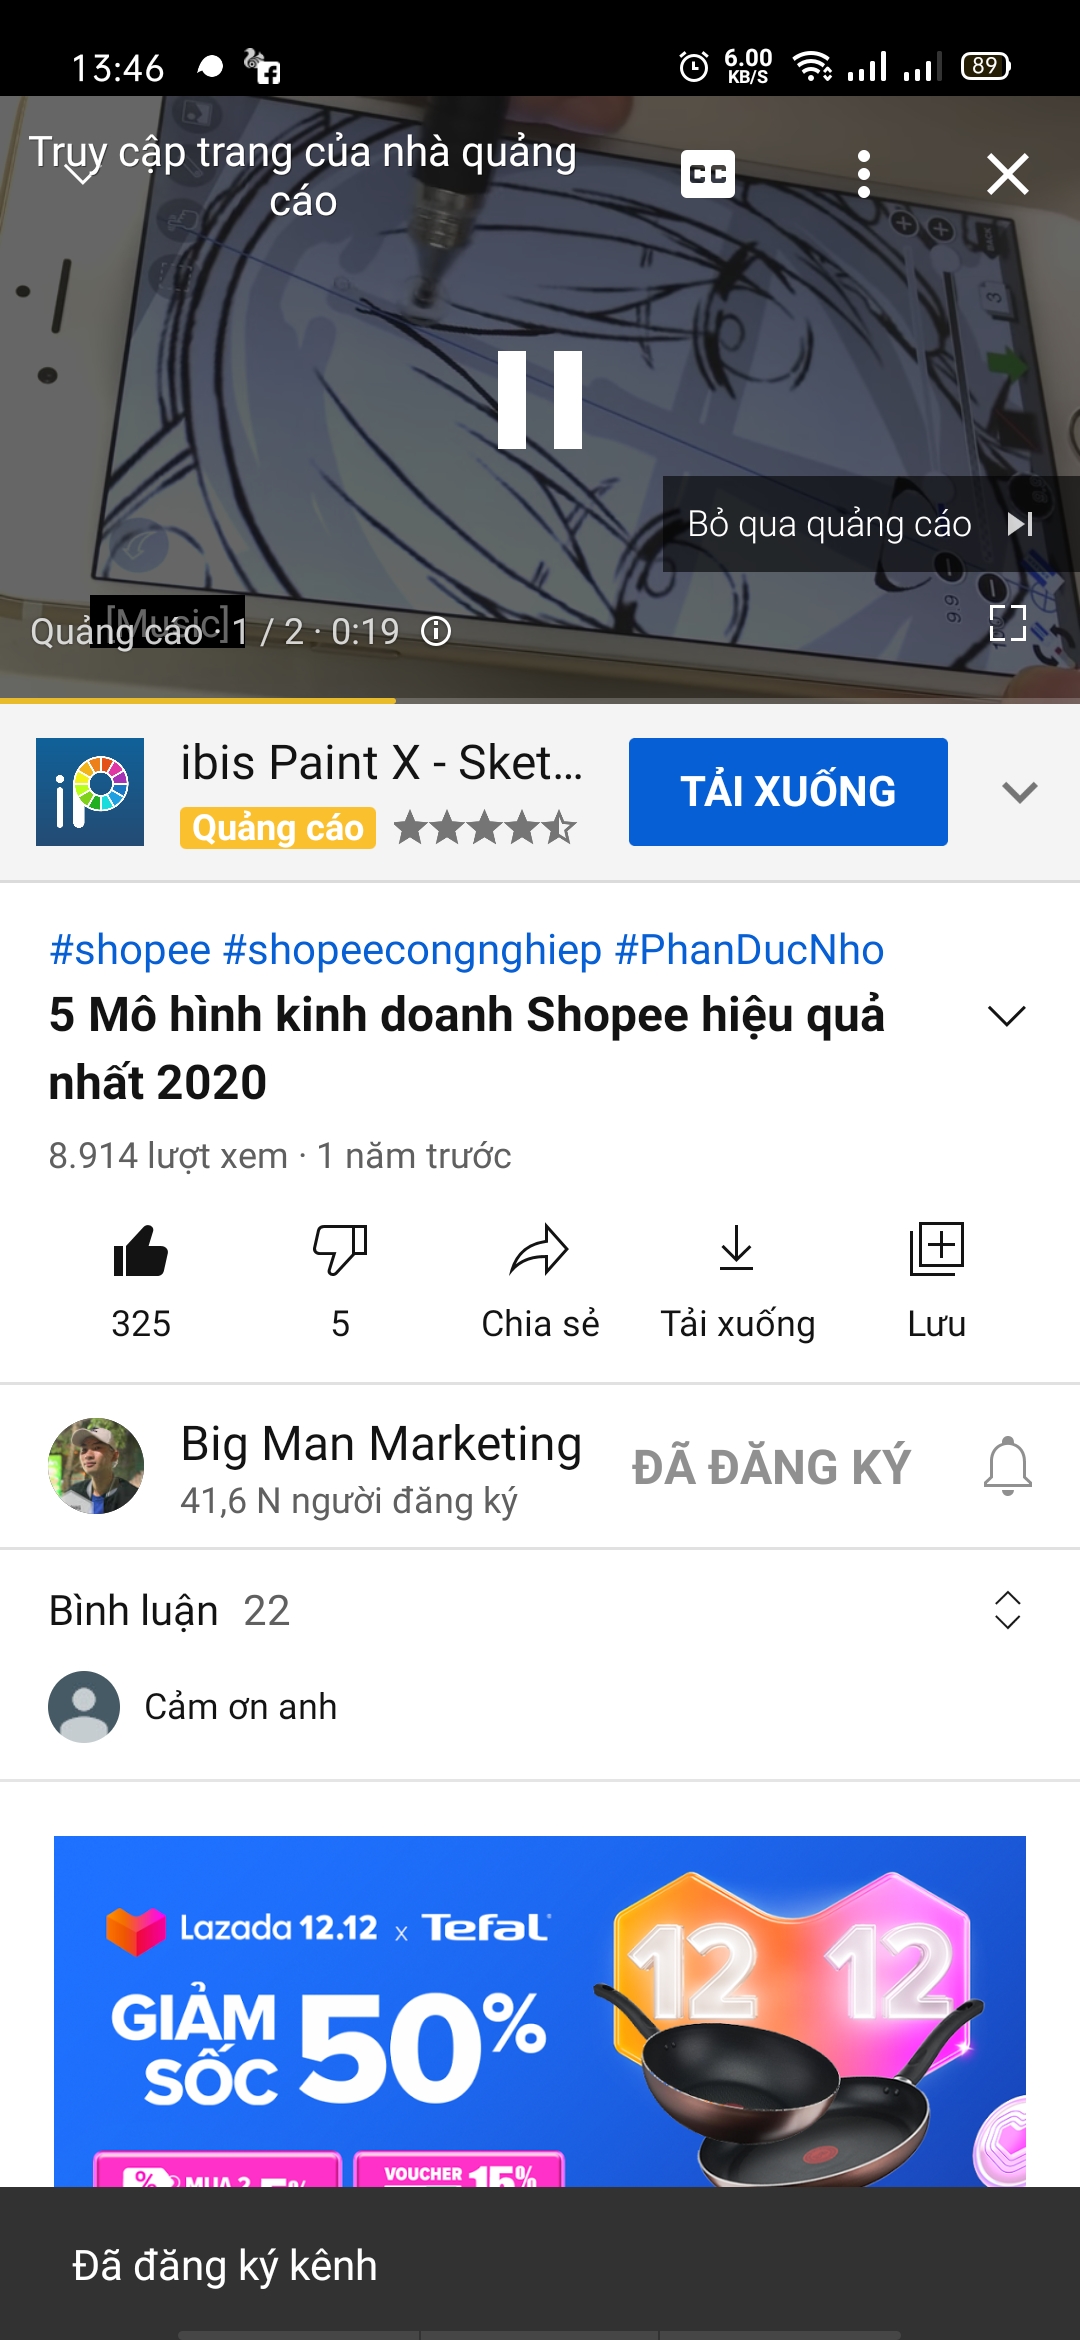 13:46
6.00
KB/S
89
Truy cập trang của nhà quảng
cáo
CC
Bỏ qua quảng cáo
[Music]
Quảng cáo · 1 / 2 · 0:19
ibis Paint X - Sket...
TẢI XUỐNG
Quảng cáo
#shopee #shopeecongnghiep #PhanDucNho
5 Mô hình kinh doanh Shopee hiệu quả
nhất 2020
8.914 lượt xem · 1 năm trước
325
5
Chia sẻ
Tải xuống
Lưu
Big Man Marketing
41,6 N người đăng ký
ĐÃ ĐĂNG KÝ
Bình luận 22
Cảm ơn anh
Lazada 12.12 x Tefal
12 12
GIẢM
SỐC
50%
MUA 2
VOUCHER 15%
Đã đăng ký kênh